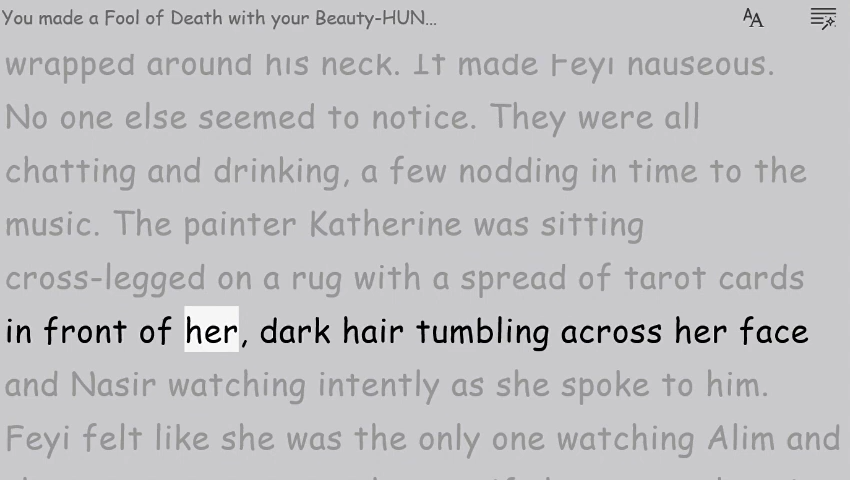 You made a Fool of Death with your Beauty-HUN...
AA
wrapped around his neck. It made Feyi nauseous.
No one else seemed to notice. They were all
chatting and drinking, a few nodding in time to the
music. The painter Katherine was sitting
cross-legged on a rug with a spread of tarot cards
in front of her, dark hair tumbling across her face
and Nasir watching intently as she spoke to him.
Feyi felt like she was the only one watching Alim and